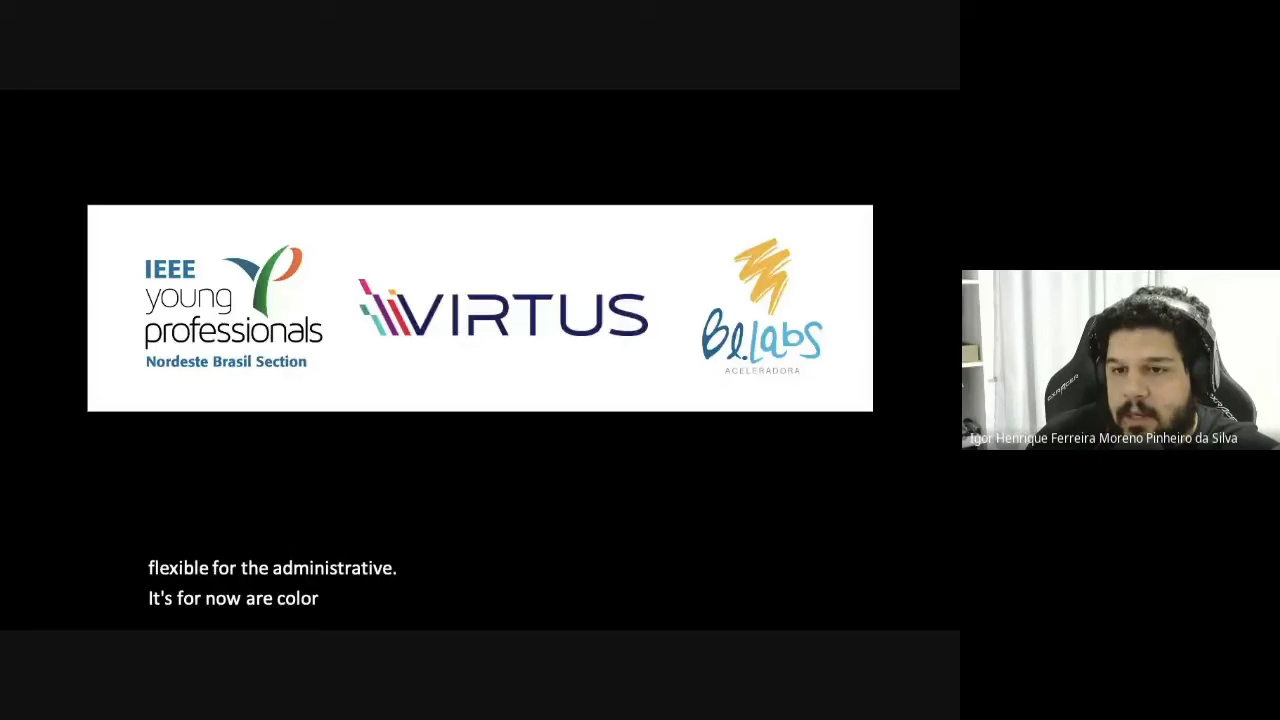 IEEE
young
professionals
Nordeste Brasil Section
VIRTUS
Be.Labs
ACELERADORA
DXRACER
Igor Henrique Ferreira Moreno Pinheiro da Silva
flexible for the administrative.
It's for now are color